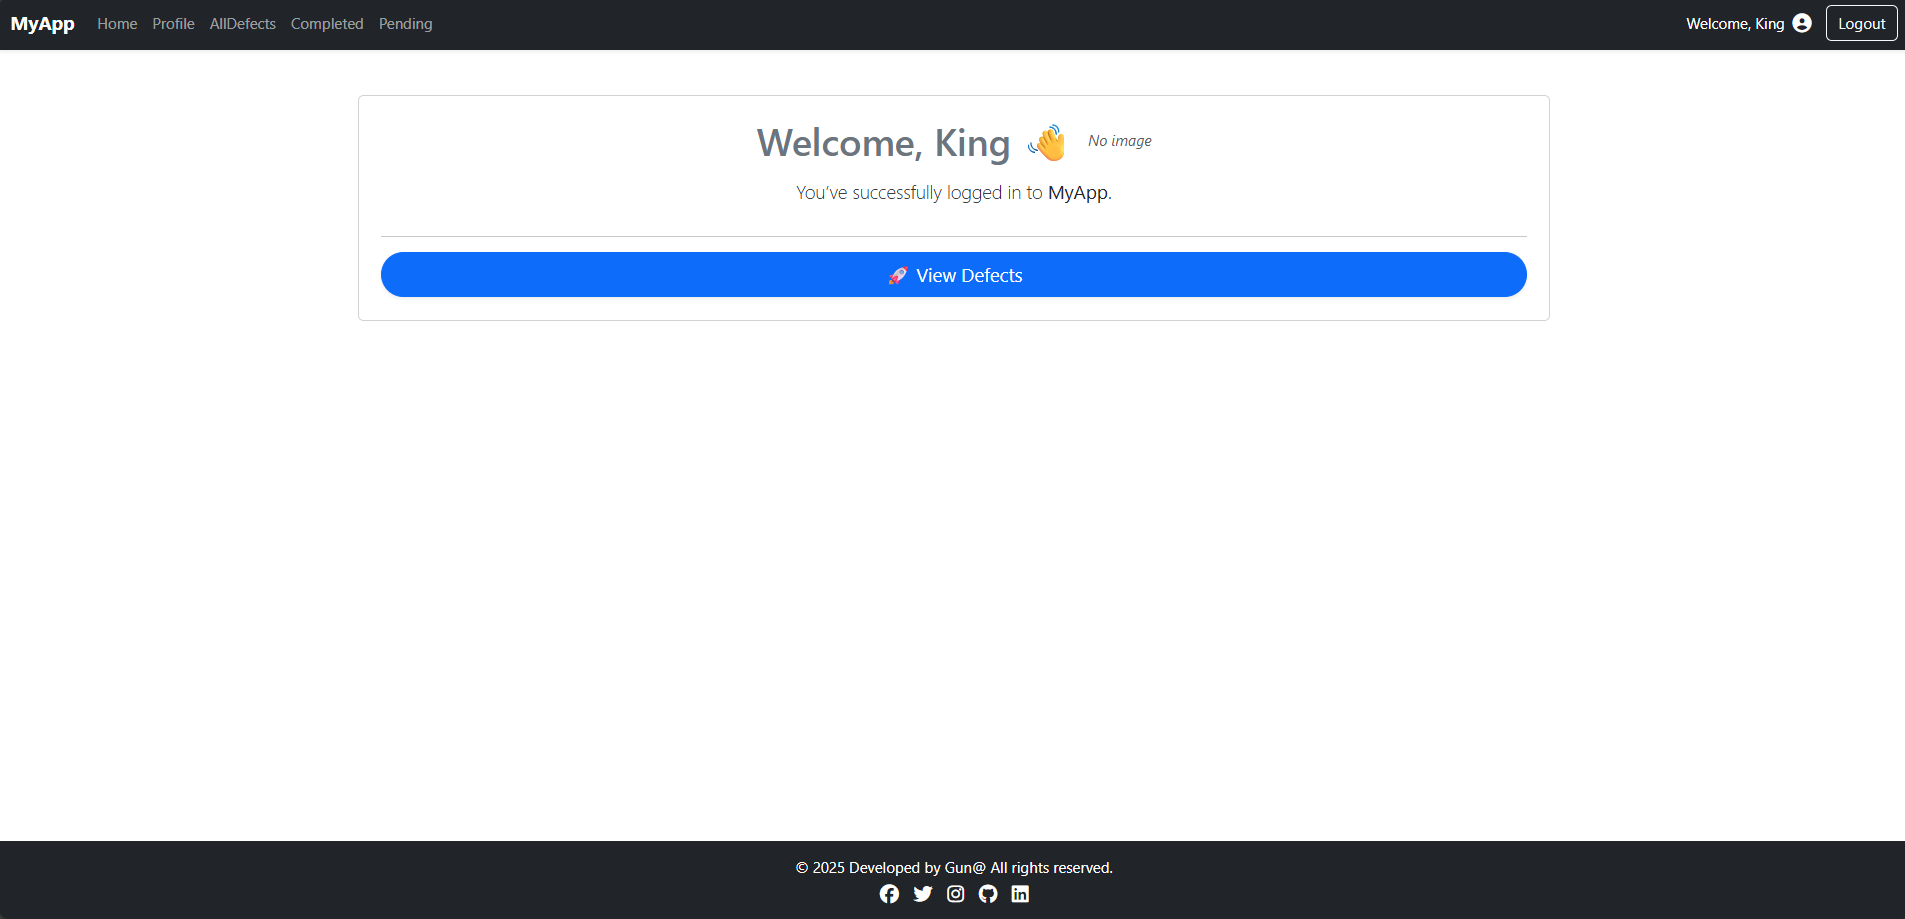 MyApp Home Profile AllDefects Completed Pending Welcome, King Logout
Welcome, King 👋 No image
You’ve successfully logged in to MyApp.
🚀 View Defects
© 2025 Developed by Gun@ All rights reserved.